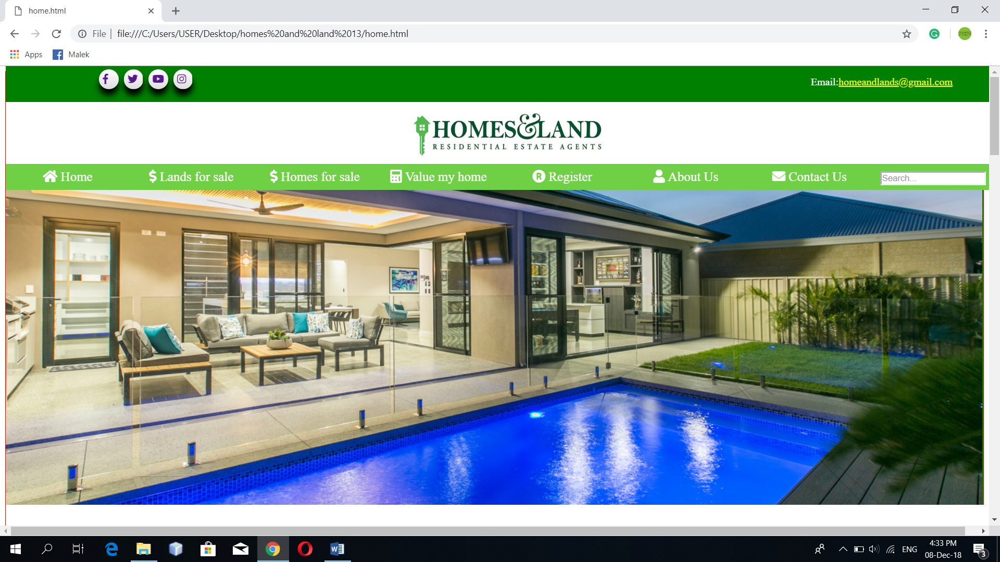 home.html
File
file:///C:/Users/USER/Desktop/homes%20and%20land%2013/home.html
Apps
Malek
Email:homeandlands@gmail.com
HOMES&LAND
RESIDENTIAL ESTATE AGENTS
Home
Lands for sale
Homes for sale
Value my home
Register
About Us
Contact Us
Search...
ENG
4:33 PM
08-Dec-18
3